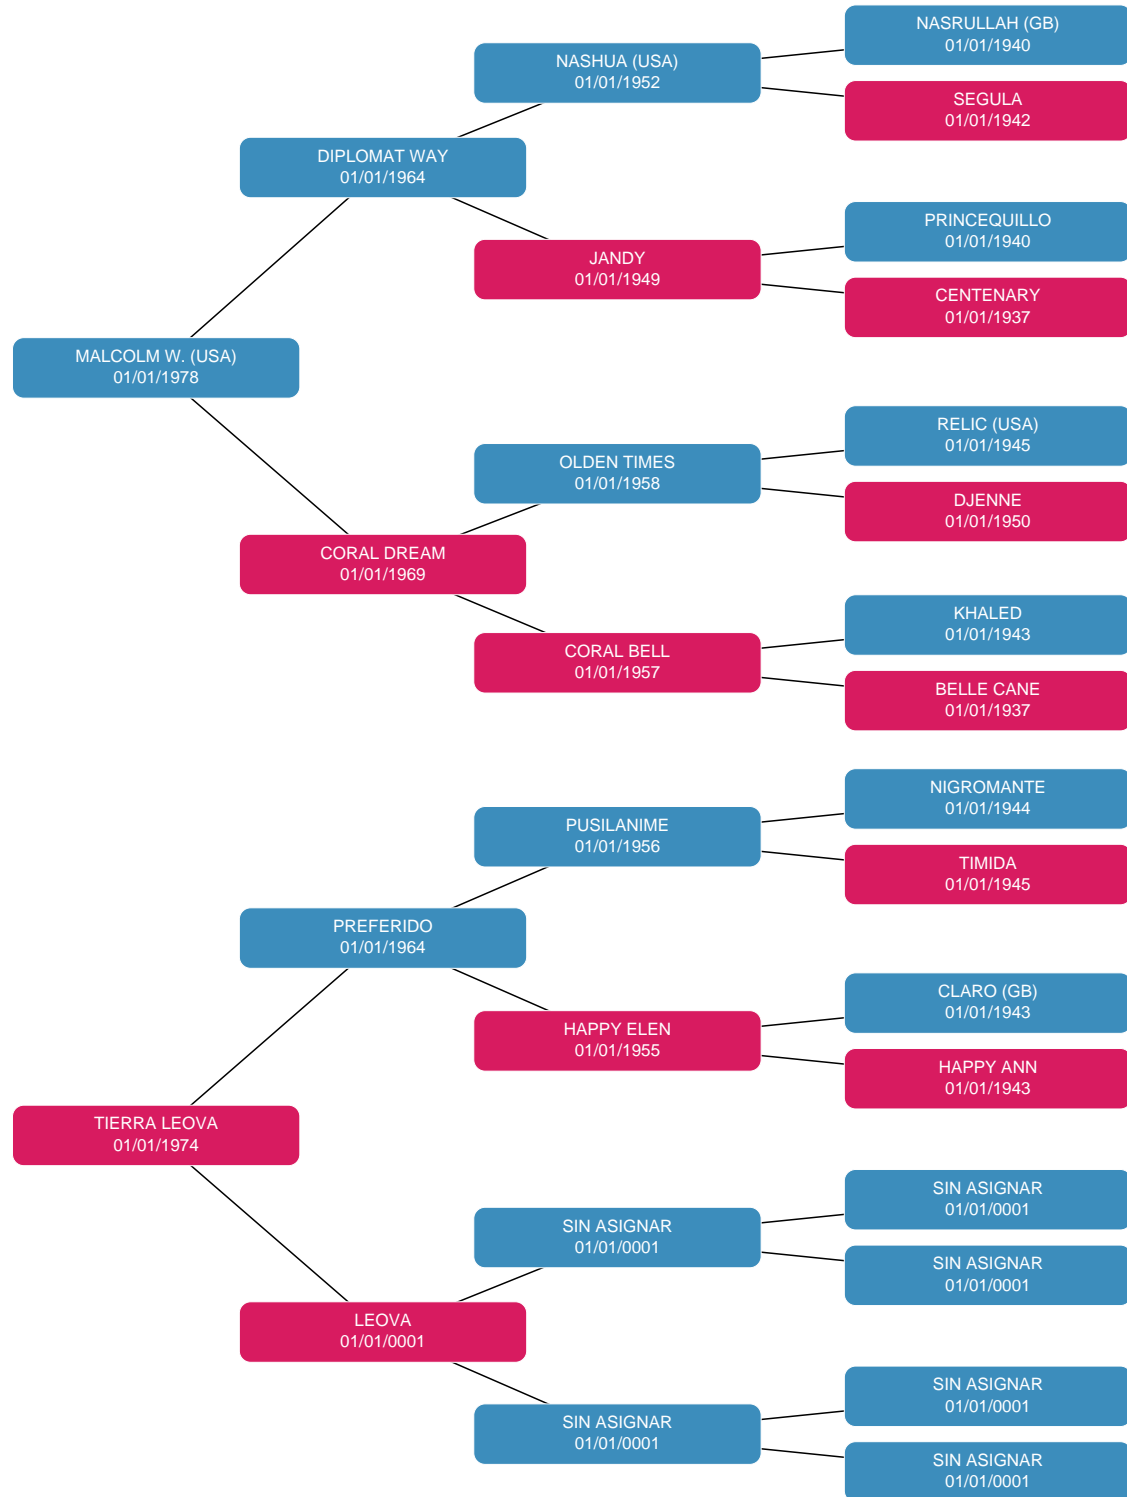 NASRULLAH (GB)
01/01/1940
NASHUA (USA)
01/01/1952
SEGULA
01/01/1942
DIPLOMAT WAY
01/01/1964
PRINCEQUILLO
01/01/1940
JANDY
01/01/1949
CENTENARY
01/01/1937
MALCOLM W. (USA)
01/01/1978
RELIC (USA)
01/01/1945
OLDEN TIMES
01/01/1958
DJENNE
01/01/1950
CORAL DREAM
01/01/1969
KHALED
01/01/1943
CORAL BELL
01/01/1957
BELLE CANE
01/01/1937
NIGROMANTE
01/01/1944
PUSILANIME
01/01/1956
TIMIDA
01/01/1945
PREFERIDO
01/01/1964
CLARO (GB)
01/01/1943
HAPPY ELEN
01/01/1955
HAPPY ANN
01/01/1943
TIERRA LEOVA
01/01/1974
SIN ASIGNAR
01/01/0001
SIN ASIGNAR
01/01/0001
SIN ASIGNAR
01/01/0001
LEOVA
01/01/0001
SIN ASIGNAR
01/01/0001
SIN ASIGNAR
01/01/0001
SIN ASIGNAR
01/01/0001